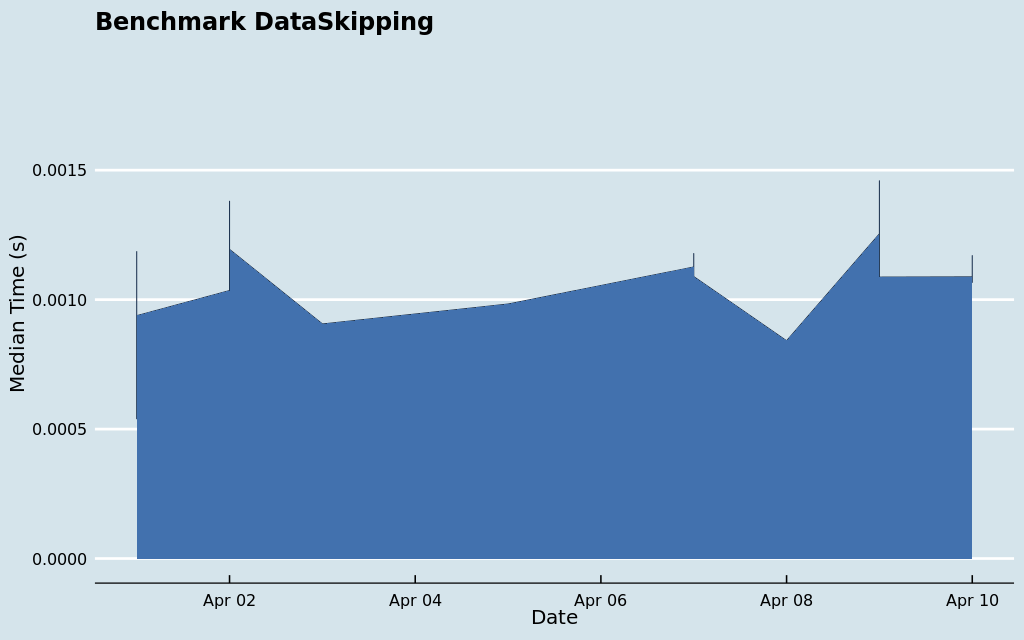 Benchmark DataSkipping
Median Time (s)
0.0015
0.0010
0.0005
0.0000
Apr 02
Apr 04
Apr 06
Apr 08
Apr 10
Date